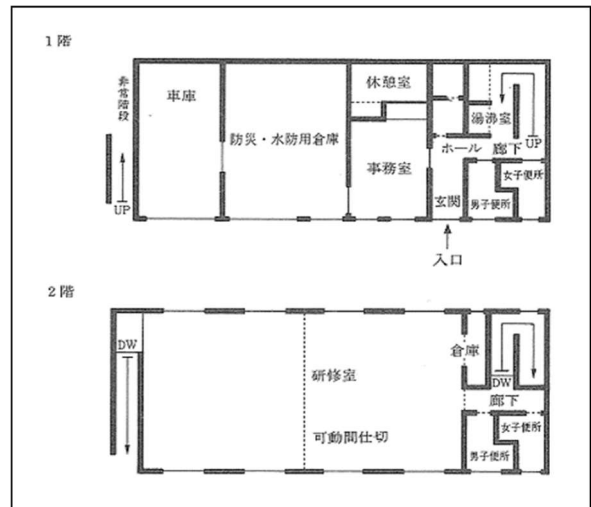 1階
非常階段
UP
車庫
防災・水防用倉庫
休憩室
事務室
湯沸室
UP
ホール
廊下
玄関
男子便所
女子便所
入口
2階
DW
研修室
可動間仕切
倉庫
DW
廊下
男子便所
女子便所